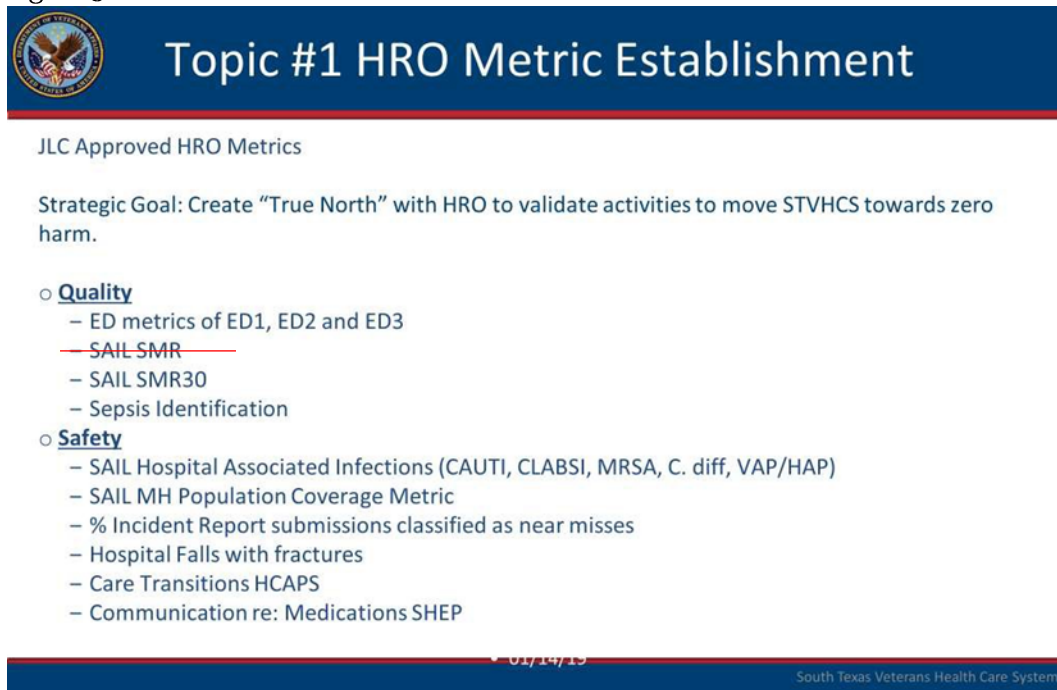 Topic #1 HRO Metric Establishment
JLC Approved HRO Metrics
Strategic Goal: Create “True North” with HRO to validate activities to move STVHCS towards zero
harm.
○ Quality
– ED metrics of ED1, ED2 and ED3
– SAIL SMR
– SAIL SMR30
– Sepsis Identification
○ Safety
– SAIL Hospital Associated Infections (CAUTI, CLABSI, MRSA, C. diff, VAP/HAP)
– SAIL MH Population Coverage Metric
– % Incident Report submissions classified as near misses
– Hospital Falls with fractures
– Care Transitions HCAPS
– Communication re: Medications SHEP
• 01/14/19
South Texas Veterans Health Care System